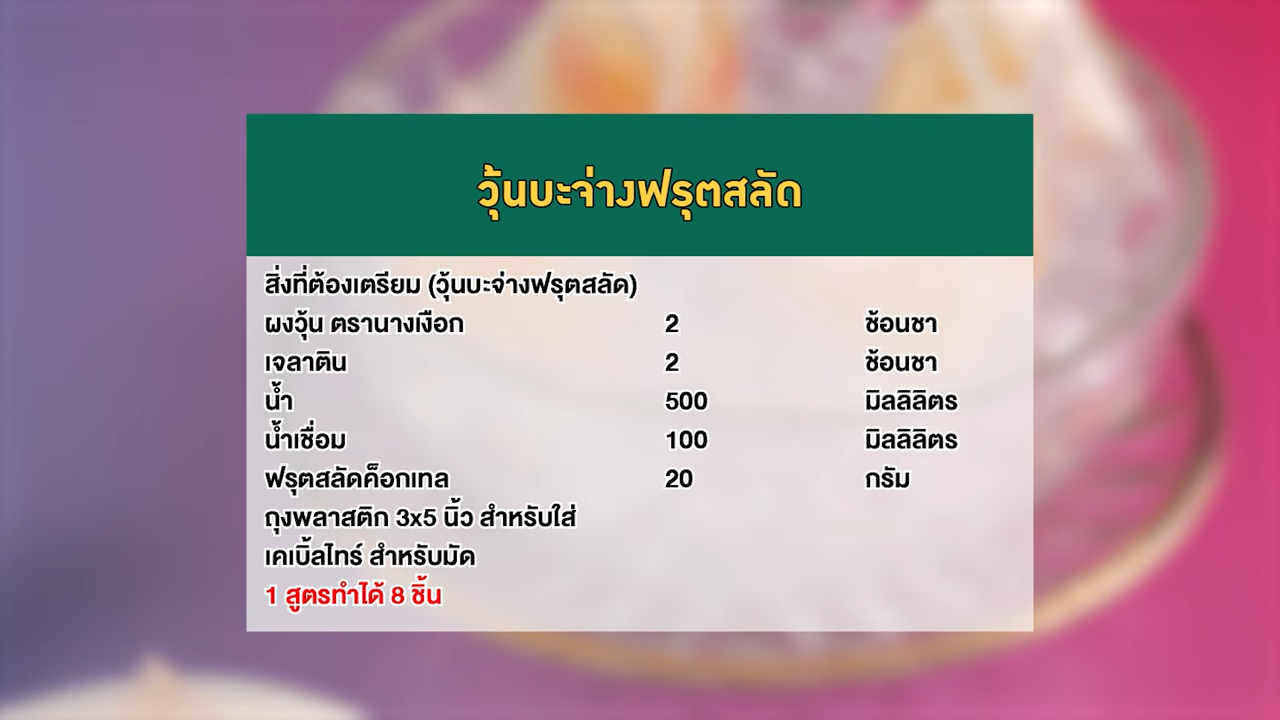 วุ้นบะจ่างฟรุตสลัด
สิ่งที่ต้องเตรียม (วุ้นบะจ่างฟรุตสลัด)
ผงวุ้น ตรานางเงือก 2 ช้อนชา
เจลาติน 2 ช้อนชา
น้ำ 500 มิลลิลิตร
น้ำเชื่อม 100 มิลลิลิตร
ฟรุตสลัดค็อกเทล 20 กรัม
ถุงพลาสติก 3x5 นิ้ว สำหรับใส่
เคเบิ้ลไทร์ สำหรับมัด
1 สูตรทำได้ 8 ชิ้น